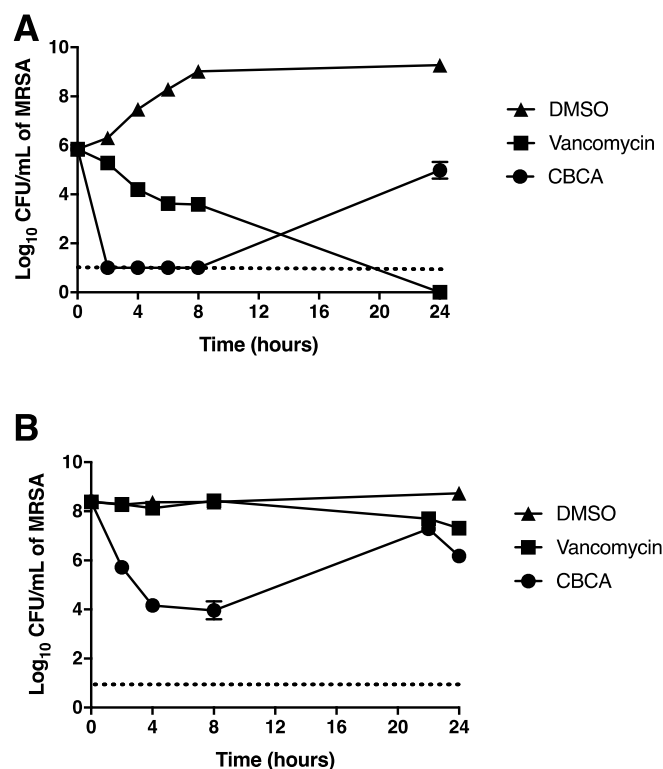 A
10
8
6
4
2
0
Log10 CFU/mL of MRSA
0 4 8 12 16 20 24
Time (hours)
DMSO
Vancomycin
CBCA
B
10
8
6
4
2
0
Log10 CFU/mL of MRSA
0 4 8 12 16 20 24
Time (hours)
DMSO
Vancomycin
CBCA